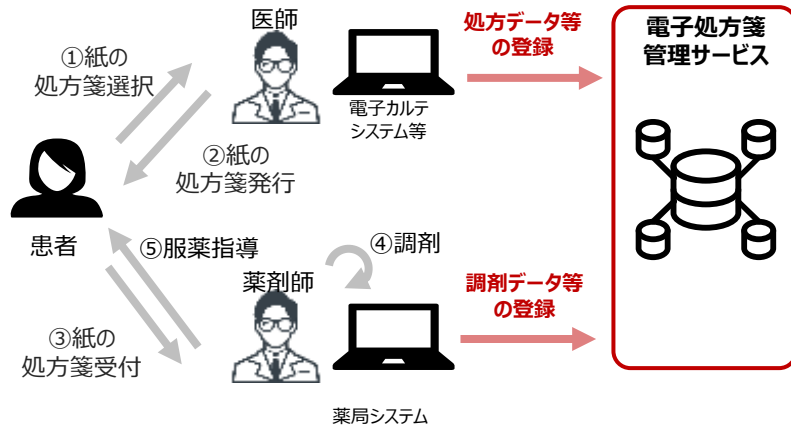 医師
①紙の
処方箋選択
電子カルテ
システム等
処方データ等
の登録
電子処方箋
管理サービス
②紙の
処方箋発行
患者
⑤服薬指導
④調剤
薬剤師
③紙の
処方箋受付
調剤データ等
の登録
薬局システム